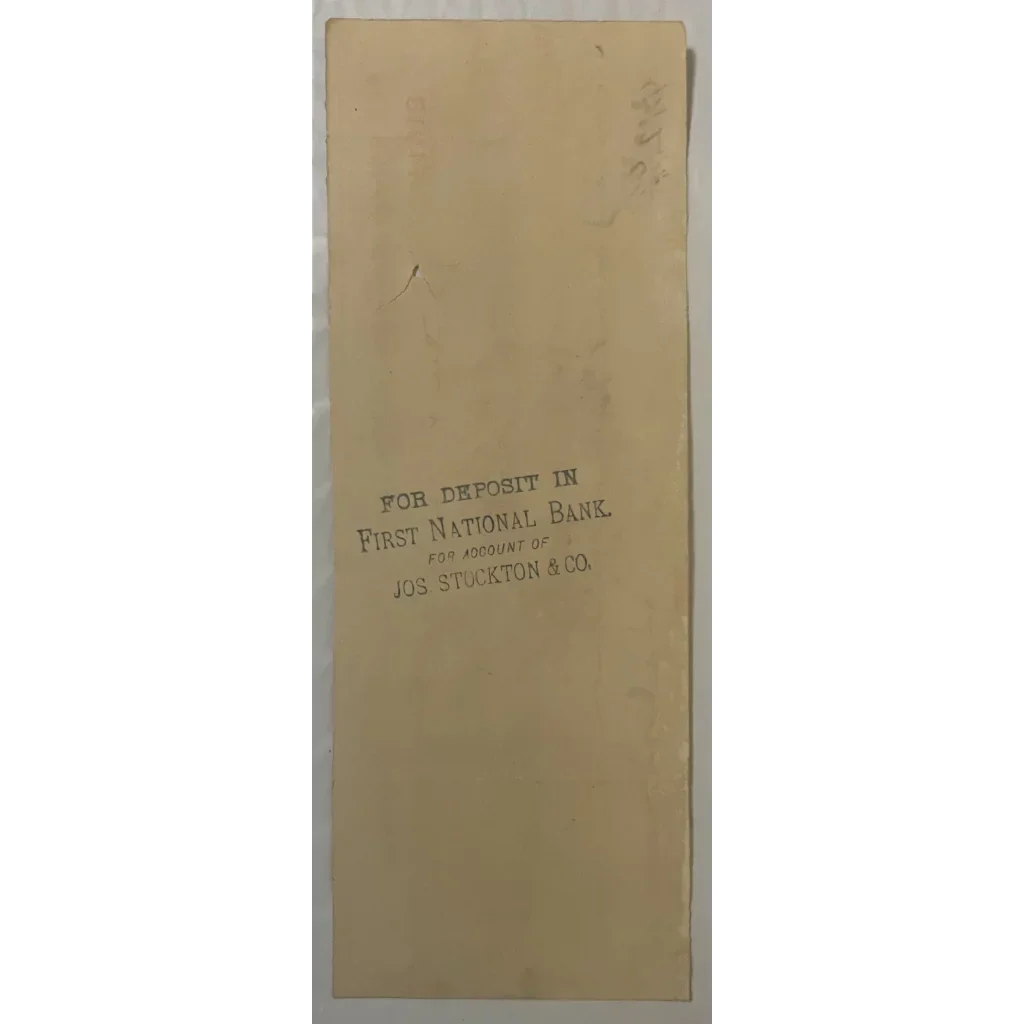 FOR DEPOSIT IN
FIRST NATIONAL BANK.
FOR ACCOUNT OF
JOS. STOCKTON & CO.